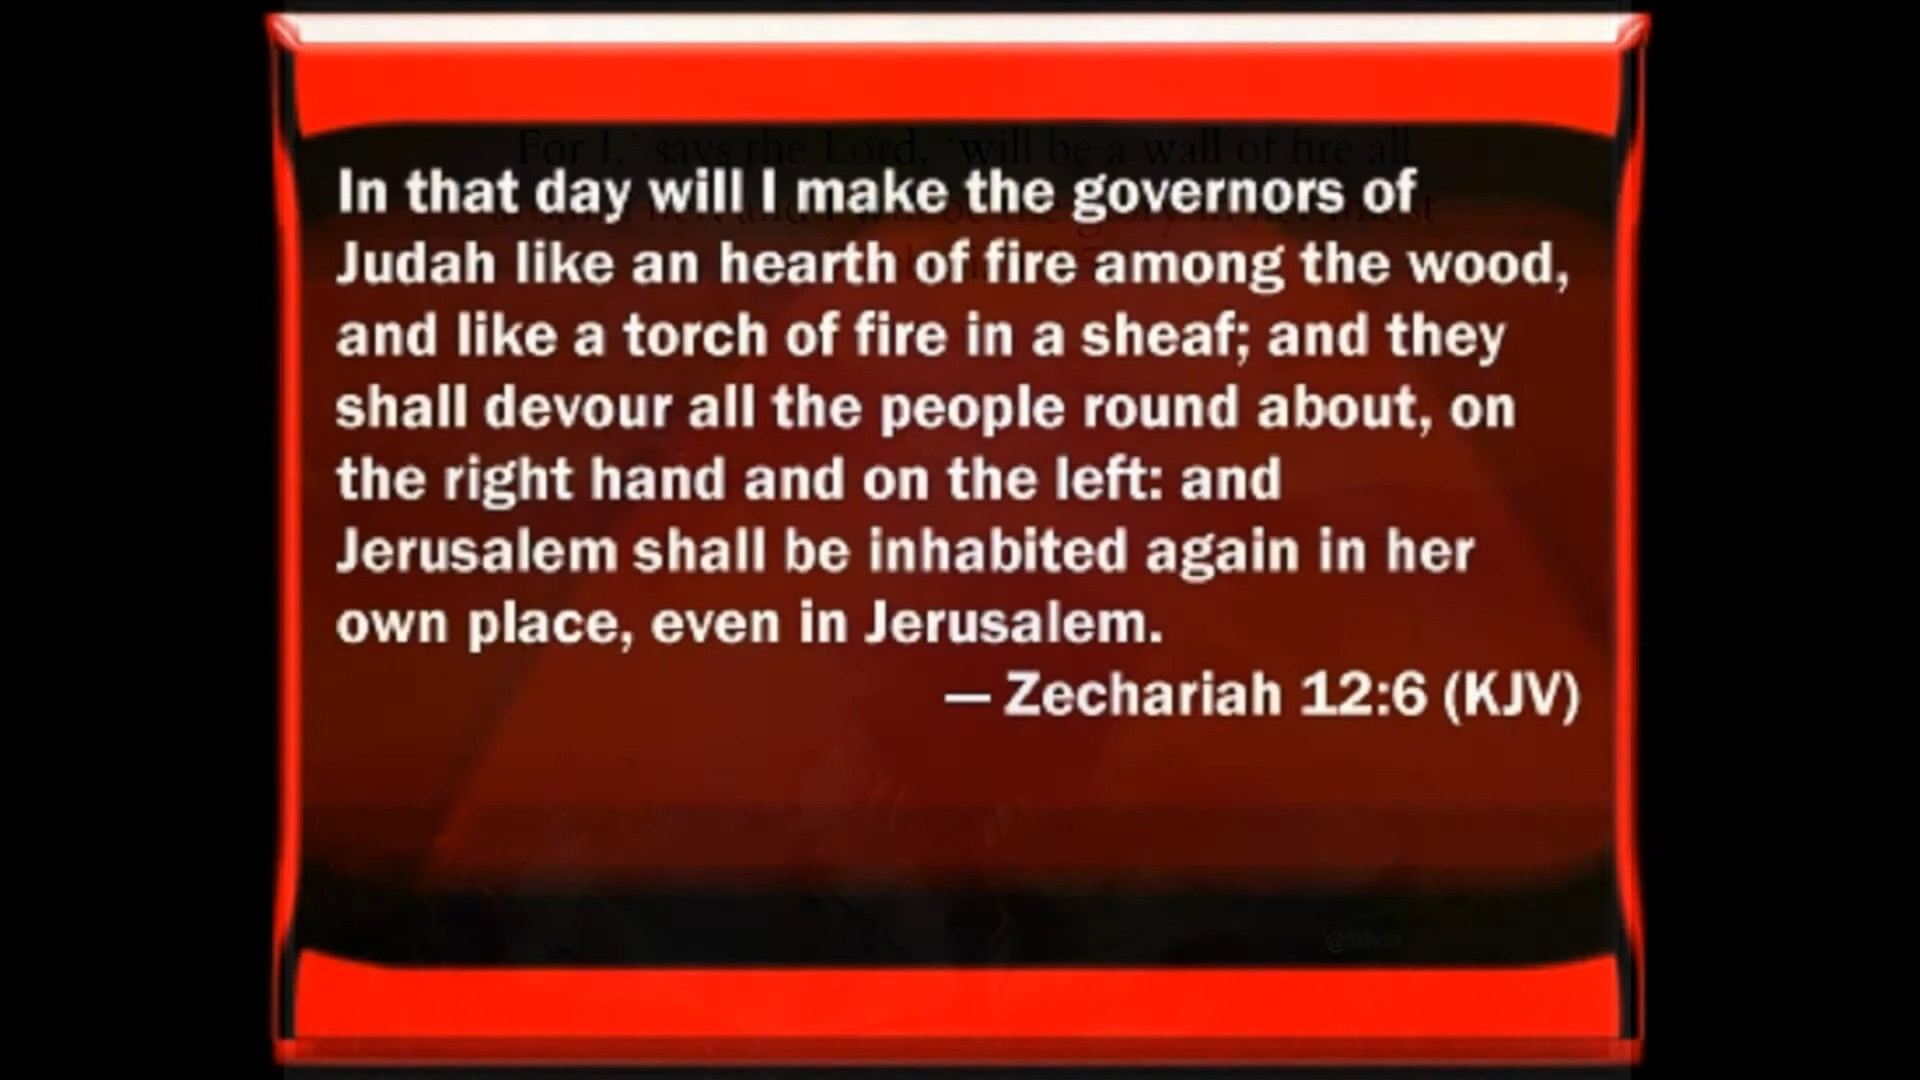 For I,' says the Lord, 'will be a wall of fire all
In that day will I make the governors of
Judah like an hearth of fire among the wood,
and like a torch of fire in a sheaf; and they
shall devour all the people round about, on
the right hand and on the left: and
Jerusalem shall be inhabited again in her
own place, even in Jerusalem.
— Zechariah 12:6 (KJV)